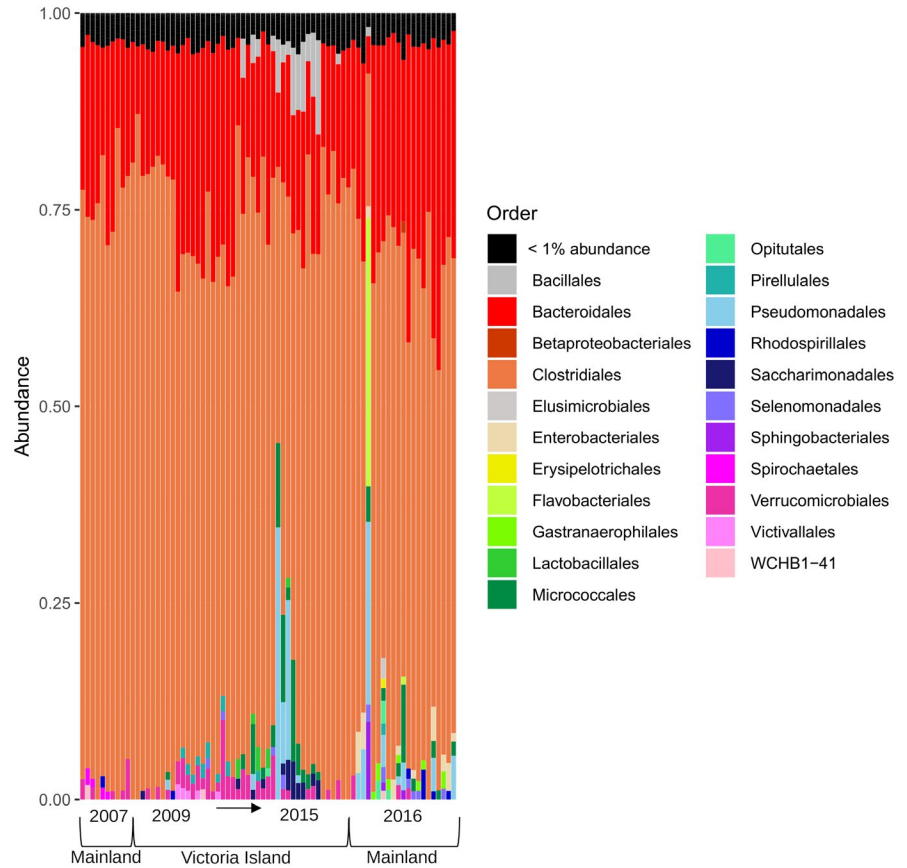 1.00
0.75
0.50
0.25
0.00
Abundance
2007 2009 2015 2016
Mainland Victoria Island Mainland
Order
< 1% abundance
Bacillales
Bacteroidales
Betaproteobacteriales
Clostridiales
Elusimicrobiales
Enterobacteriales
Erysipelotrichales
Flavobacteriales
Gastranaerophilales
Lactobacillales
Micrococcales
Opitutales
Pirellulales
Pseudomonadales
Rhodospirillales
Saccharimonadales
Selenomonadales
Sphingobacteriales
Spirochaetales
Verrucomicrobiales
Victivallales
WCHB1−41